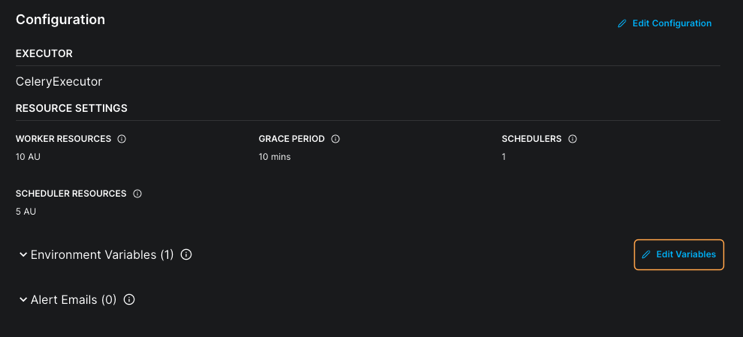 Configuration
Edit Configuration
EXECUTOR
CeleryExecutor
RESOURCE SETTINGS
WORKER RESOURCES
GRACE PERIOD
SCHEDULERS
10 AU
10 mins
1
SCHEDULER RESOURCES
5 AU
Environment Variables (1)
Edit Variables
Alert Emails (0)